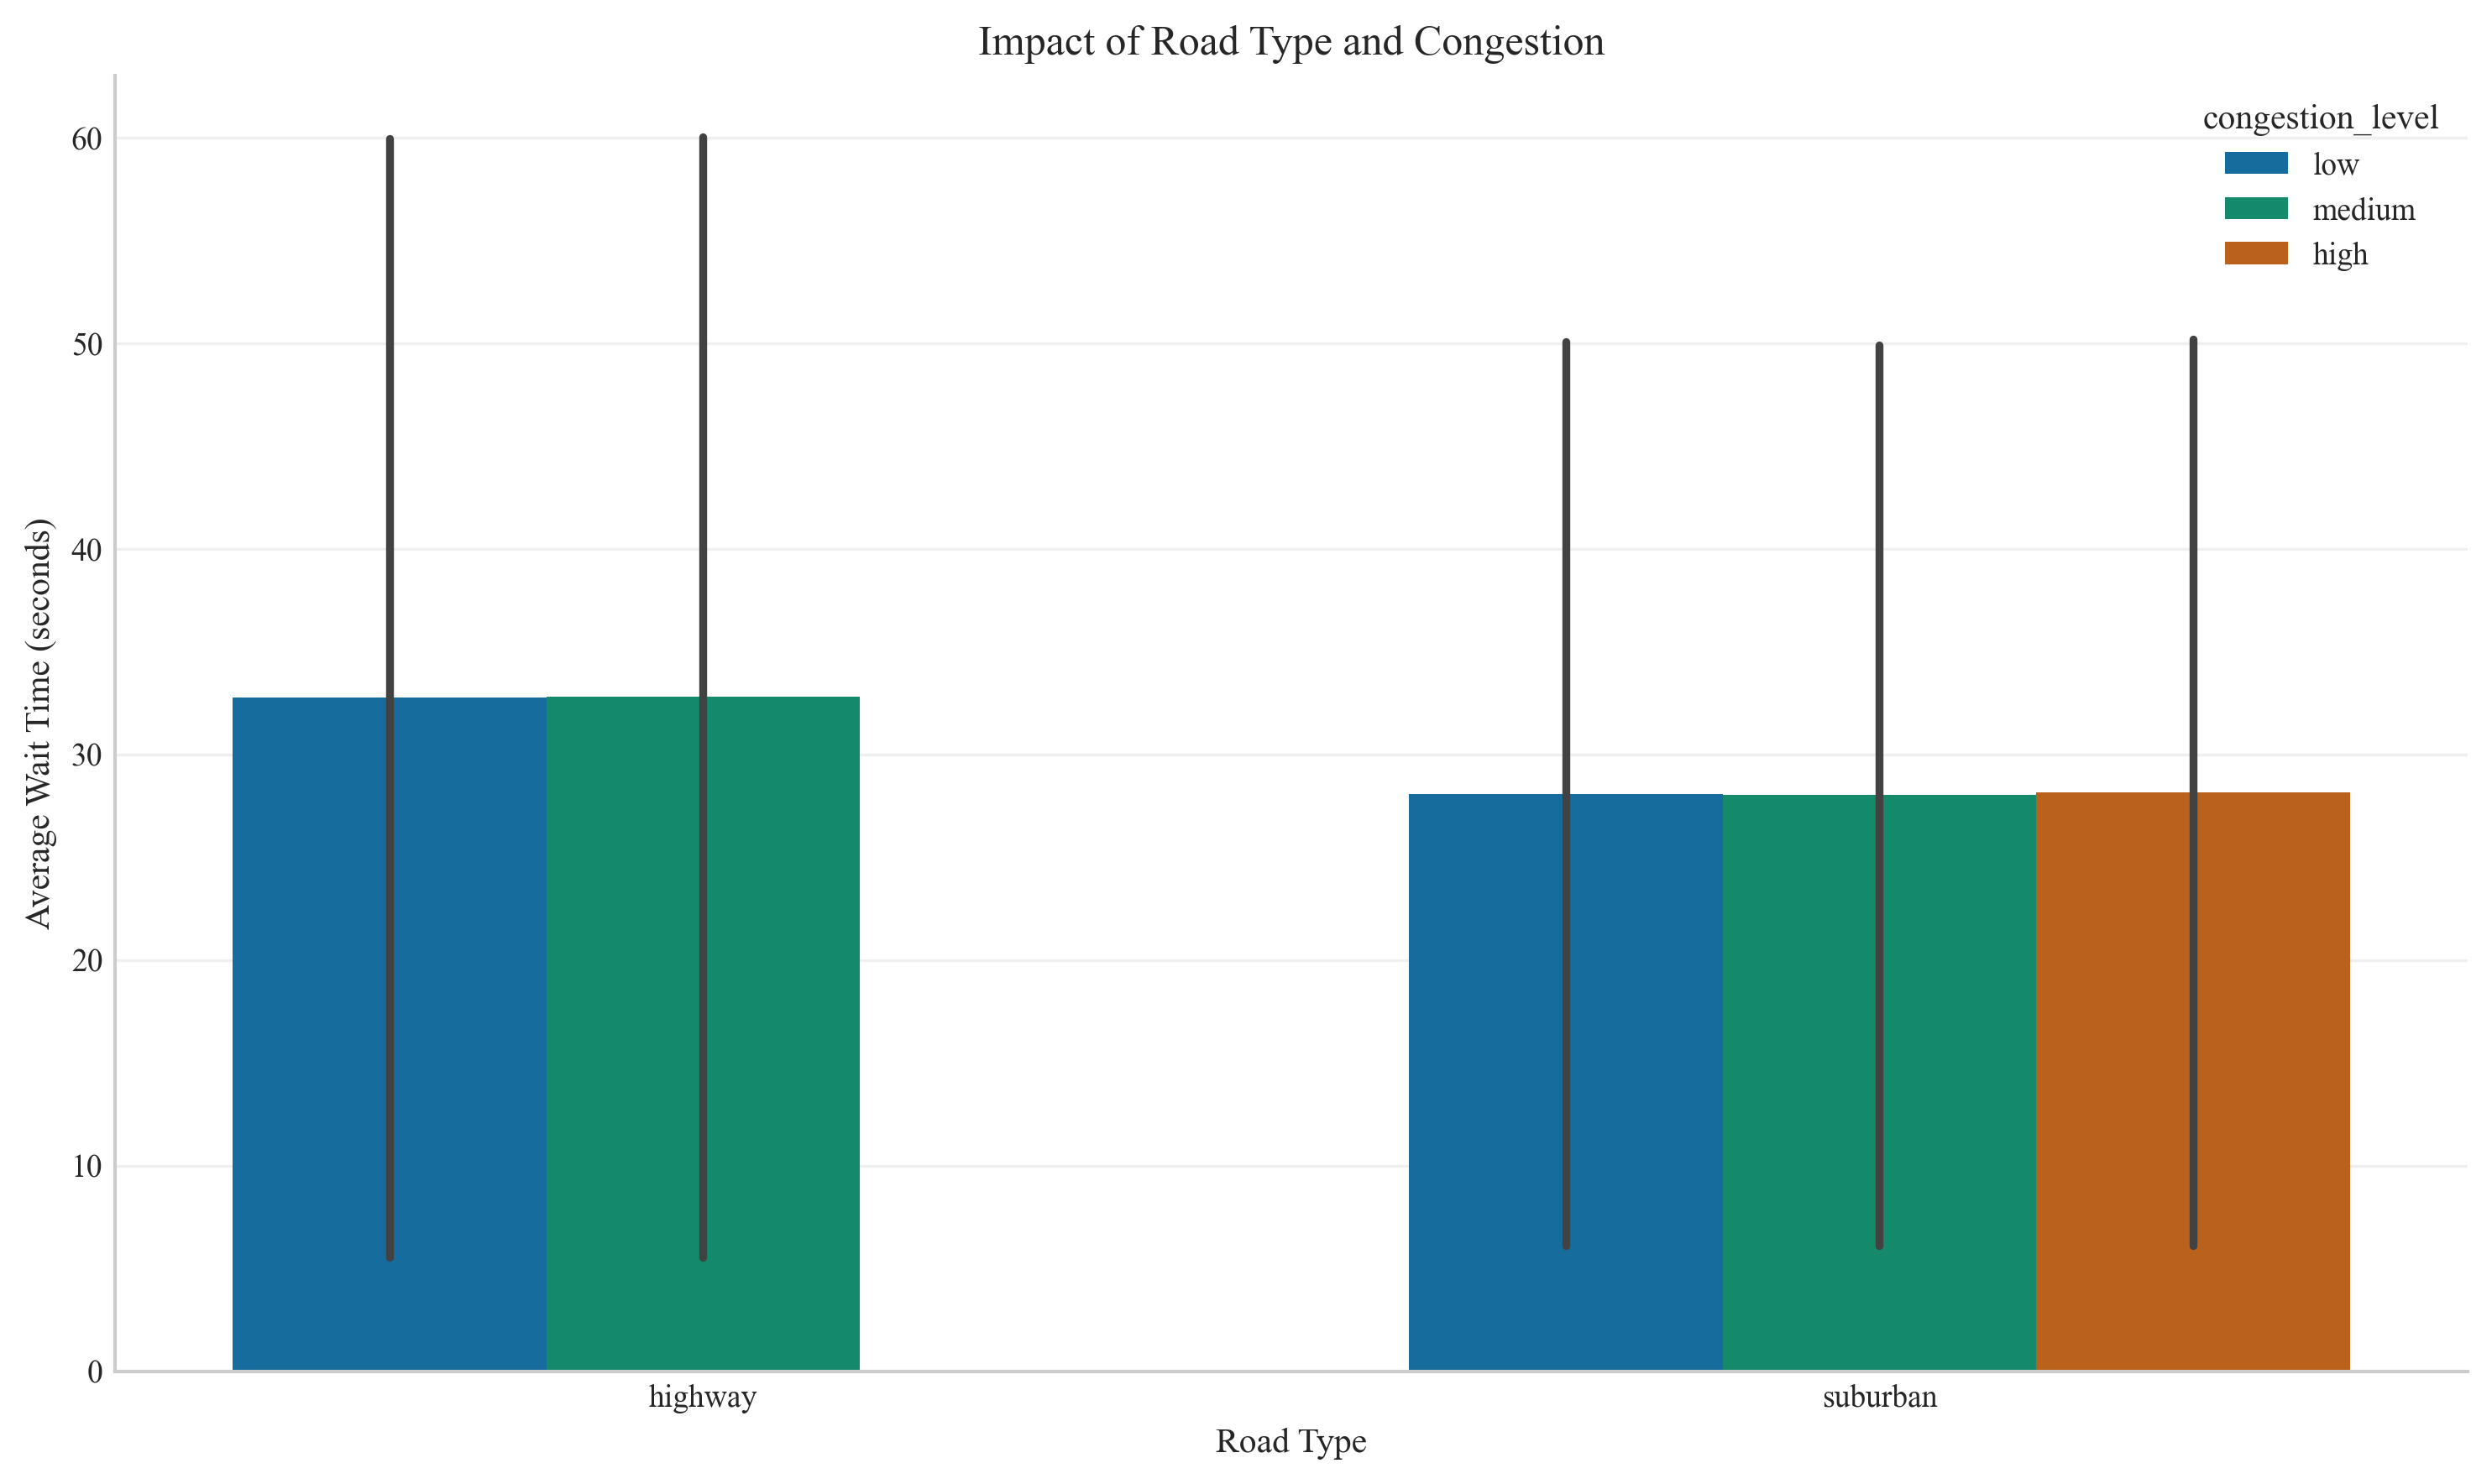 Impact of Road Type and Congestion
congestion_level
low
medium
high
60
50
40
30
20
10
0
Average Wait Time (seconds)
highway
suburban
Road Type